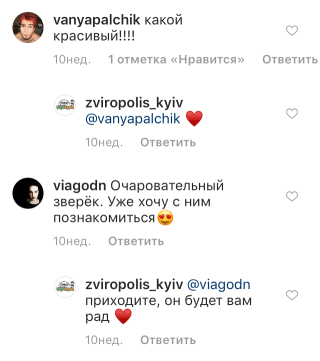 vanyapalchik какой
красивый!!!!
10нед. 1 отметка «Нравится» Ответить
zviropolis_kyiv
@vanyapalchik ♥️
10нед. Ответить
viagodn Очаровательный
зверёк. Уже хочу с ним
познакомиться😍
10нед. Ответить
zviropolis_kyiv @viagodn
приходите, он будет вам
рад ♥️
10нед. Ответить